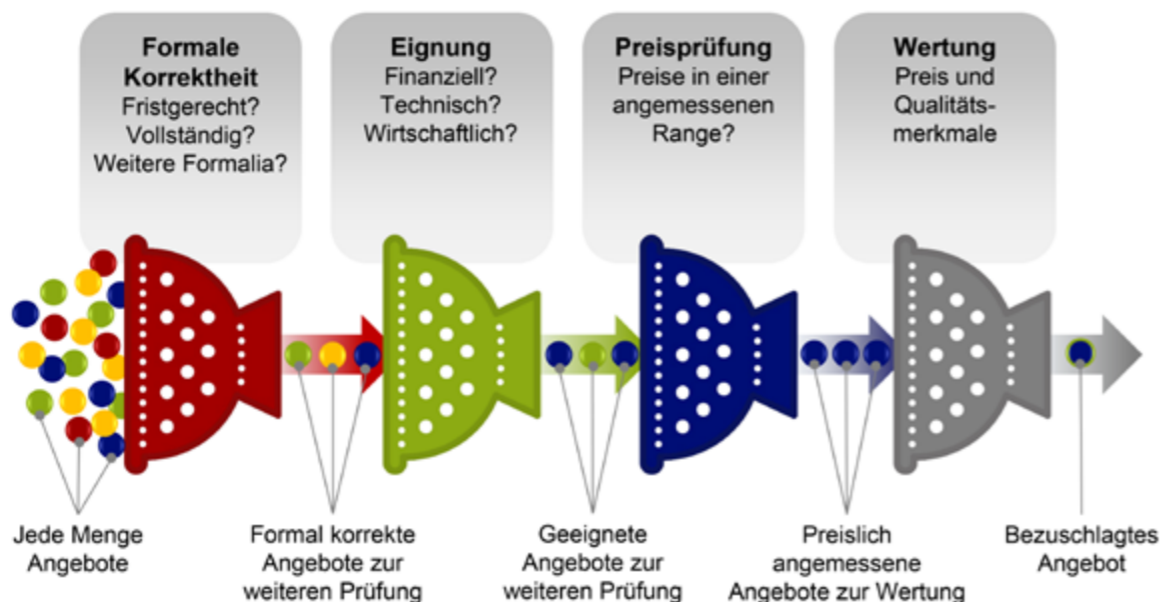 Formale
Korrektheit
Fristgerecht?
Vollständig?
Weitere Formalia?
Eignung
Finanziell?
Technisch?
Wirtschaftlich?
Preisprüfung
Preise in einer
angemessenen
Range?
Wertung
Preis und
Qualitäts-
merkmale
Jede Menge
Angebote
Formal korrekte
Angebote zur
weiteren Prüfung
Geeignete
Angebote zur
weiteren Prüfung
Preislich
angemessene
Angebote zur Wertung
Bezuschlagtes
Angebot